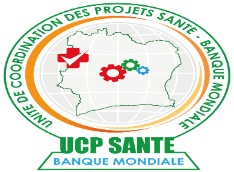 UNITE DE COORDINATION DES PROJETS SANTE - BANQUE MONDIALE
UCP SANTE
BANQUE MONDIALE